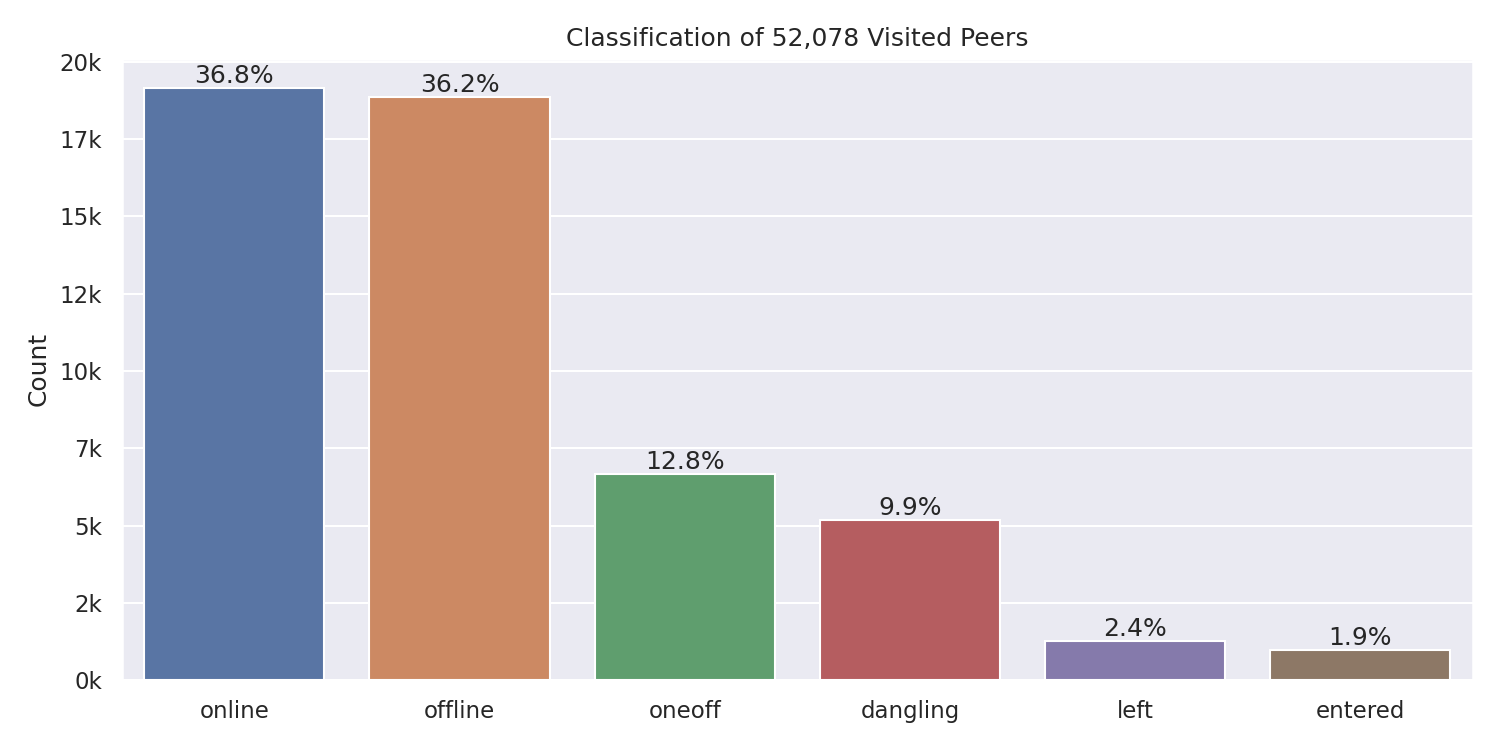 Classification of 52,078 Visited Peers
20k
17k
15k
12k
10k
7k
5k
2k
0k
Count
36.8%
36.2%
12.8%
9.9%
2.4%
1.9%
online
offline
oneoff
dangling
left
entered